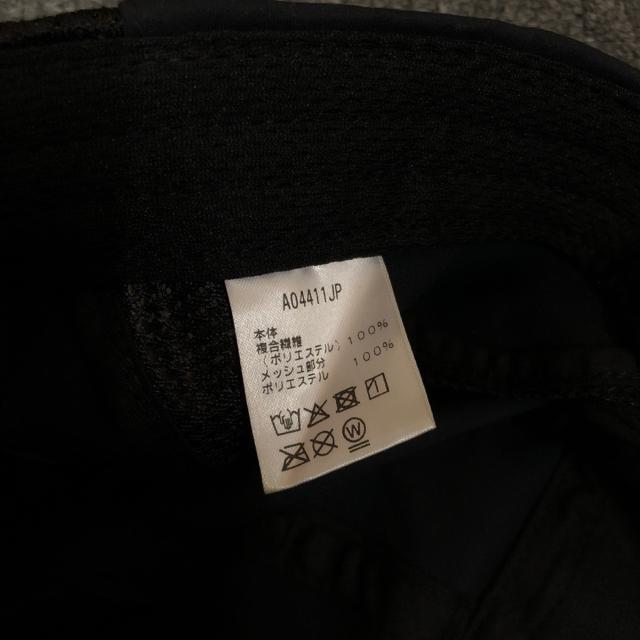 A04411JP
本体
複合繊維
(ポリエステル) 100%
メッシュ部分
ポリエステル 100%
W